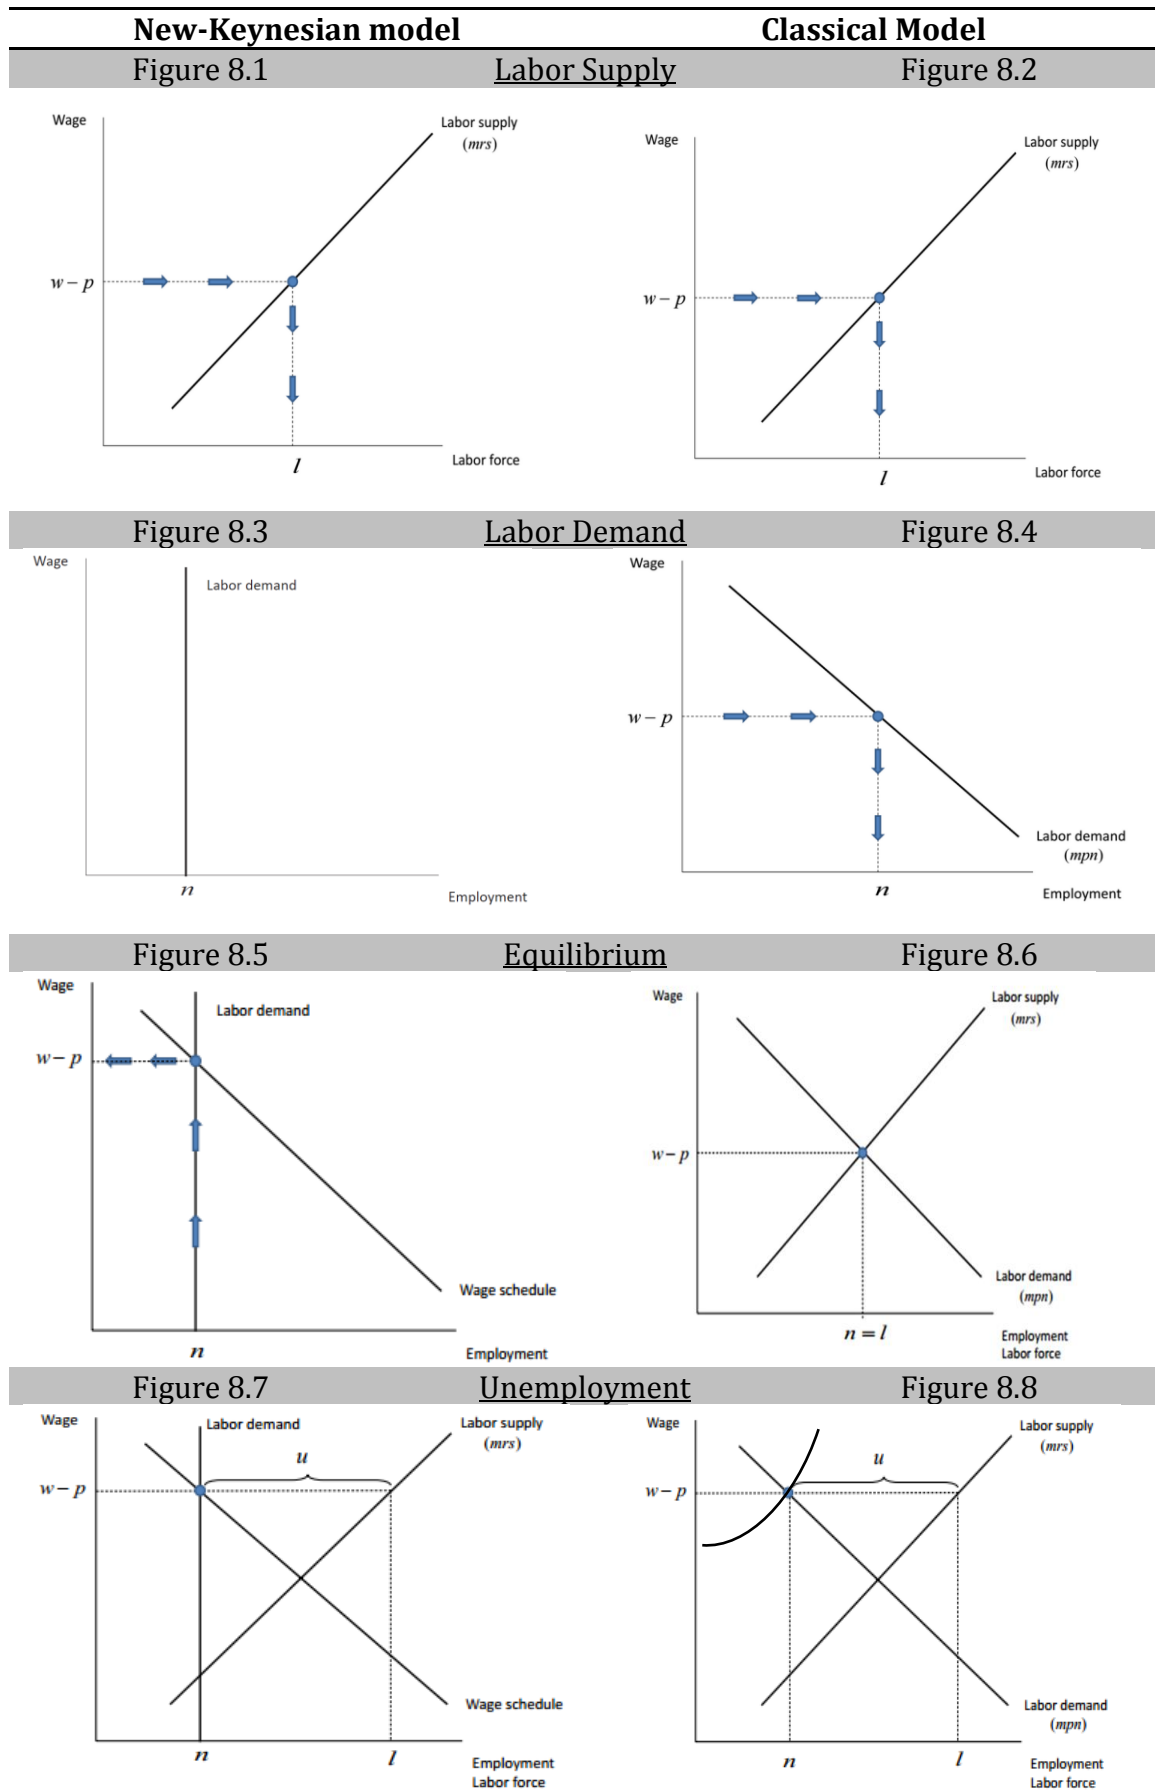 New-Keynesian model Classical Model
Figure 8.1 Labor Supply Figure 8.2
Wage
Labor supply
(mrs)
w – p
l
Labor force
Wage
Labor supply
(mrs)
w – p
l
Labor force
Figure 8.3 Labor Demand Figure 8.4
Wage
Labor demand
n
Employment
Wage
w – p
Labor demand
(mpn)
n
Employment
Figure 8.5 Equilibrium Figure 8.6
Wage
Labor demand
w – p
Wage schedule
n
Employment
Wage
Labor supply
(mrs)
w – p
Labor demand
(mpn)
n = l
Employment
Labor force
Figure 8.7 Unemployment Figure 8.8
Wage
Labor demand
Labor supply
(mrs)
u
w – p
Wage schedule
n
l
Employment
Labor force
Wage
Labor supply
(mrs)
u
w – p
Labor demand
(mpn)
n
l
Employment
Labor force